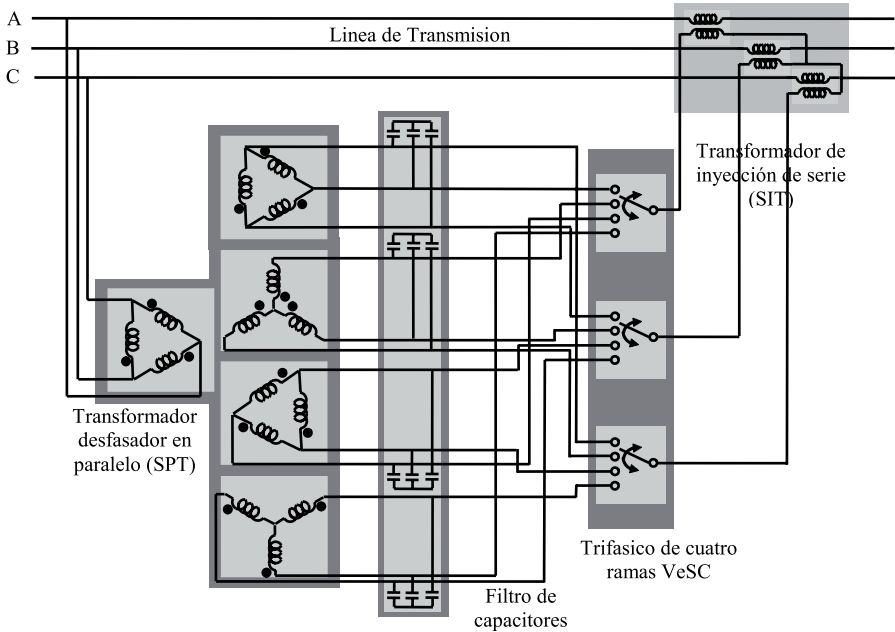 A
B
C
Linea de Transmision
Transformador de
inyección de serie
(SIT)
Transformador
desfasador en
paralelo (SPT)
Trifasico de cuatro
ramas VeSC
Filtro de
capacitores